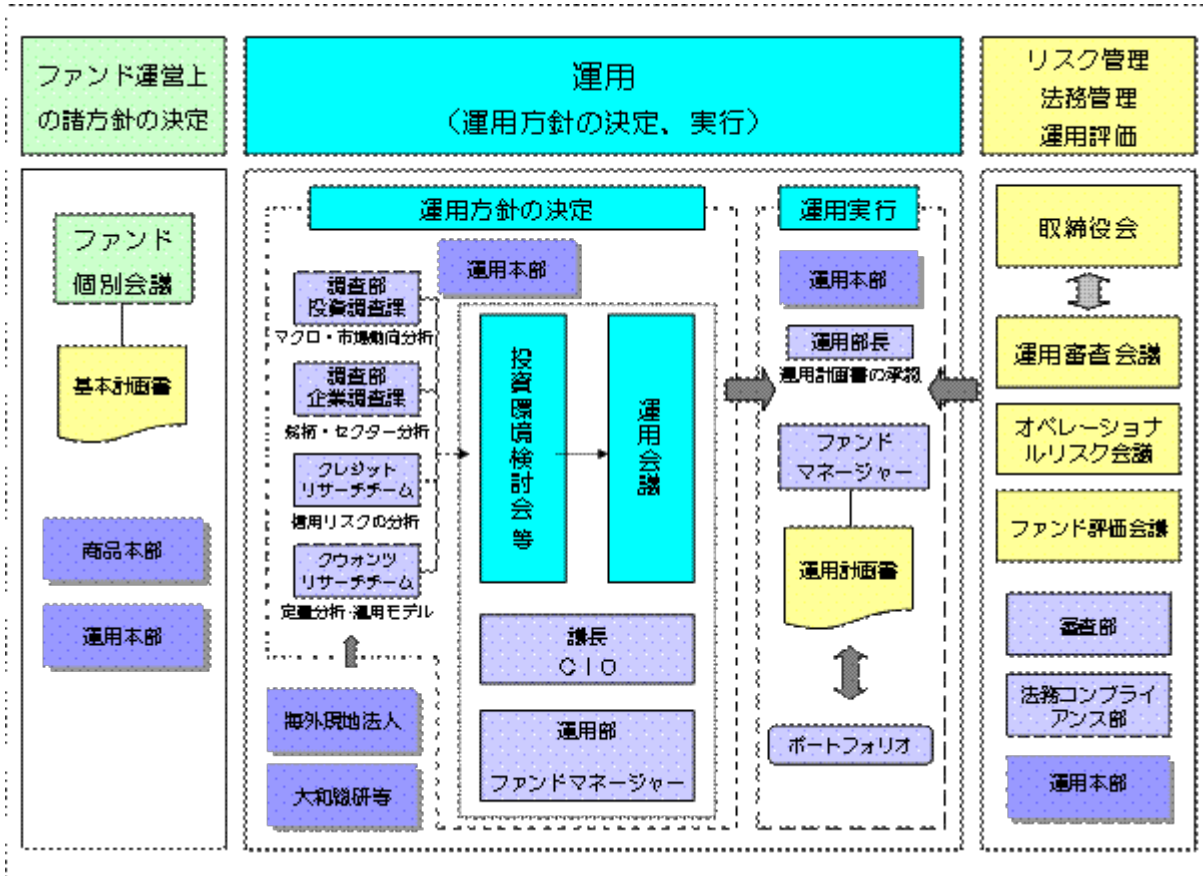 ファンド運営上
の諸方針の決定
運用
（運用方針の決定、実行）
リスク管理
法務管理
運用評価
ファンド
個別会議
基本計画書
商品本部
運用本部
運用方針の決定
運用本部
調査部
投資調査課
マクロ・市場動向分析
調査部
企業調査課
銘柄・セクター分析
クレジット
リサーチチーム
信用リスクの分析
クウォンツ
リサーチチーム
定量分析・運用モデル
海外現地法人
大和総研等
投資環境検討会 等
運用会議
議長
ＣＩＯ
運用部
ファンドマネージャー
運用実行
運用本部
運用部長
運用計画書の承認
ファンド
マネージャー
運用計画書
ポートフォリオ
取締役会
運用審査会議
オペレーショナ
ルリスク会議
ファンド評価会議
審査部
法務コンプライ
アンス部
運用本部